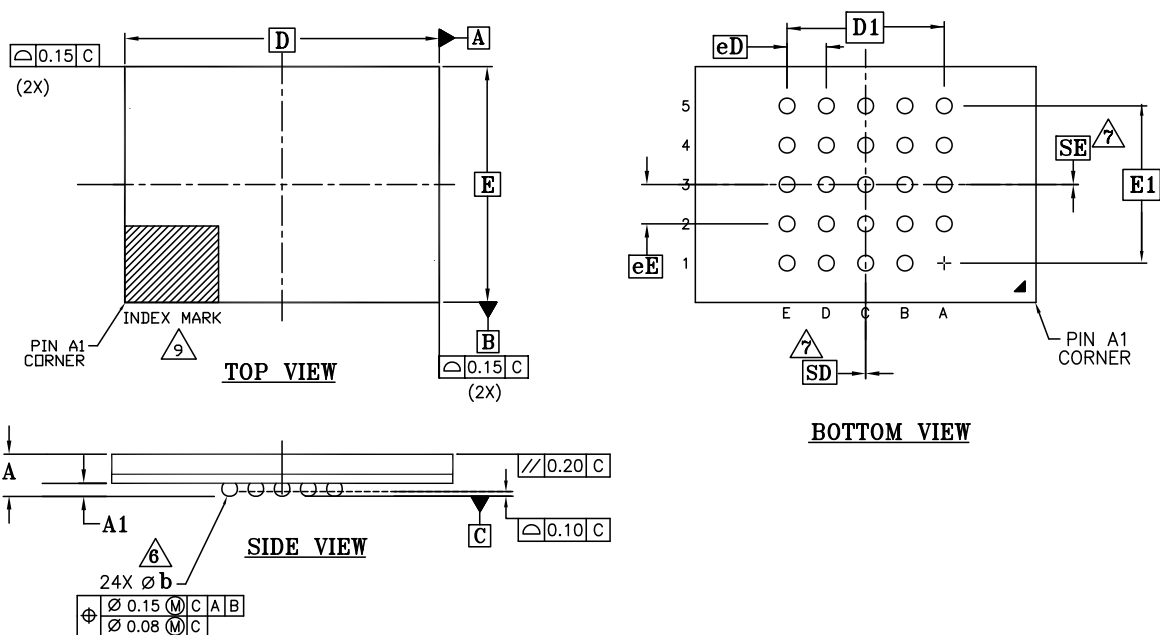 D
A
⌓ 0.15 C
(2X)
E
INDEX MARK
9
PIN A1
CORNER
B
⌓ 0.15 C
(2X)
TOP VIEW
D1
eD
5
4
3
2
1
SE
7
E1
eE
E D C B A
7
SD
PIN A1
CORNER
BOTTOM VIEW
A
A1
// 0.20 C
C
⌓ 0.10 C
SIDE VIEW
6
24X Ø b
⌖ Ø 0.15 Ⓜ C A B
Ø 0.08 Ⓜ C